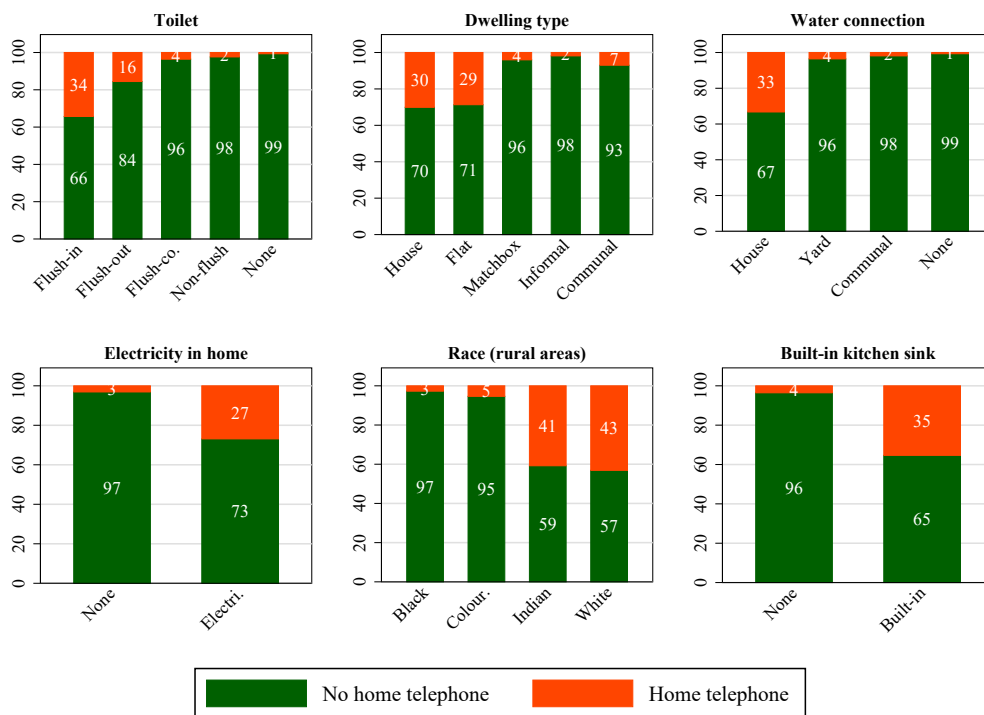 Toilet
100
80
60
40
20
0
34
16
4
2
1
66
84
96
98
99
Flush-in
Flush-out
Flush-co.
Non-flush
None
Dwelling type
100
80
60
40
20
0
30
29
4
2
7
70
71
96
98
93
House
Flat
Matchbox
Informal
Communal
Water connection
100
80
60
40
20
0
33
4
2
1
67
96
98
99
House
Yard
Communal
None
Electricity in home
100
80
60
40
20
0
3
27
97
73
None
Electri.
Race (rural areas)
100
80
60
40
20
0
3
5
41
43
97
95
59
57
Black
Colour.
Indian
White
Built-in kitchen sink
100
80
60
40
20
0
4
35
96
65
None
Built-in
No home telephone
Home telephone